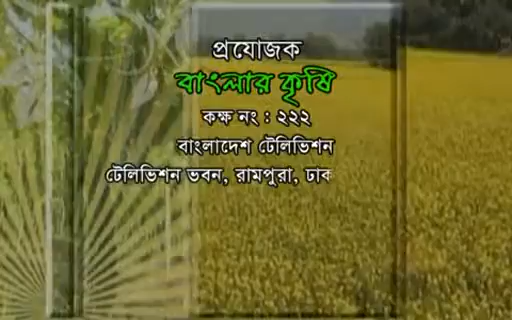 প্রযোজক
বাংলার কৃষি
কক্ষ নং : ২২২
বাংলাদেশ টেলিভিশন
টেলিভিশন ভবন, রামপুরা, ঢাক